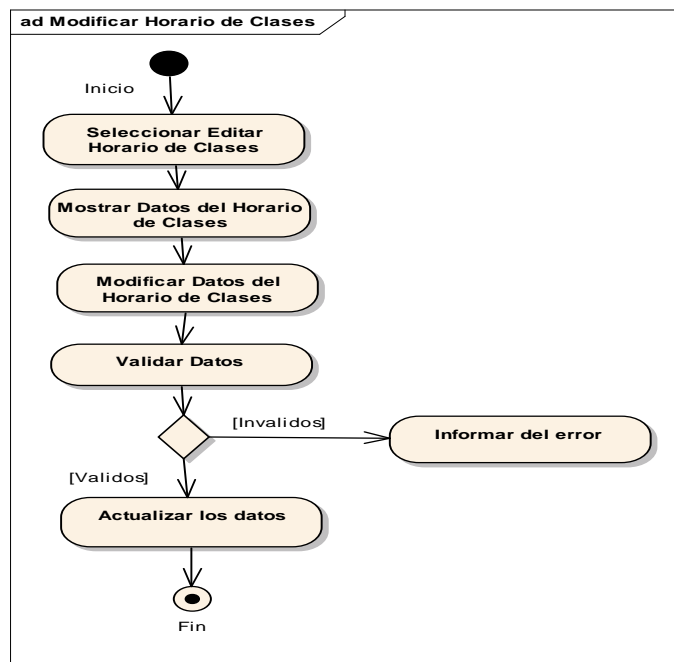 ad Modificar Horario de Clases
Inicio
Seleccionar Editar
Horario de Clases
Mostrar Datos del Horario
de Clases
Modificar Datos del
Horario de Clases
Validar Datos
[Invalidos]
Informar del error
[Validos]
Actualizar los datos
Fin